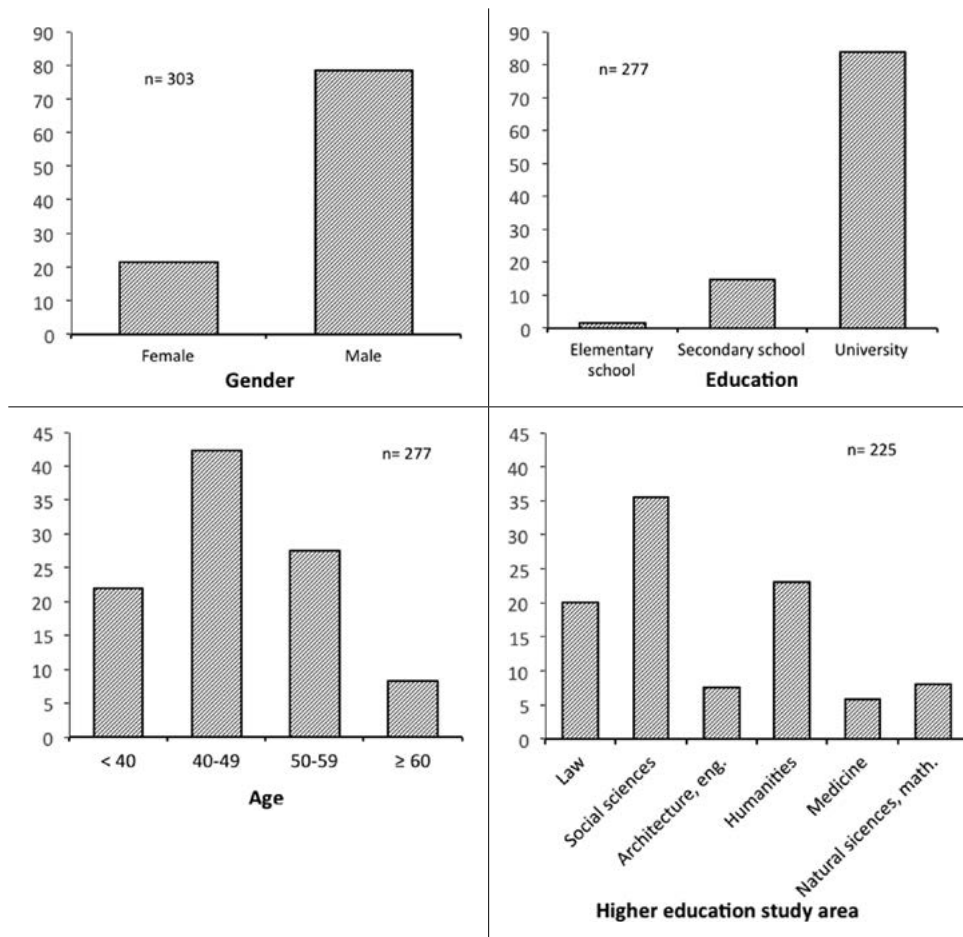 90
80
70
60
50
40
30
20
10
0
n= 303
Female Male
Gender
90
80
70
60
50
40
30
20
10
0
n= 277
Elementary school Secondary school University
Education
45
40
35
30
25
20
15
10
5
0
n= 277
< 40 40-49 50-59 ≥ 60
Age
45
40
35
30
25
20
15
10
5
0
n= 225
Law
Social sciences
Architecture, eng.
Humanities
Medicine
Natural sicences, math.
Higher education study area